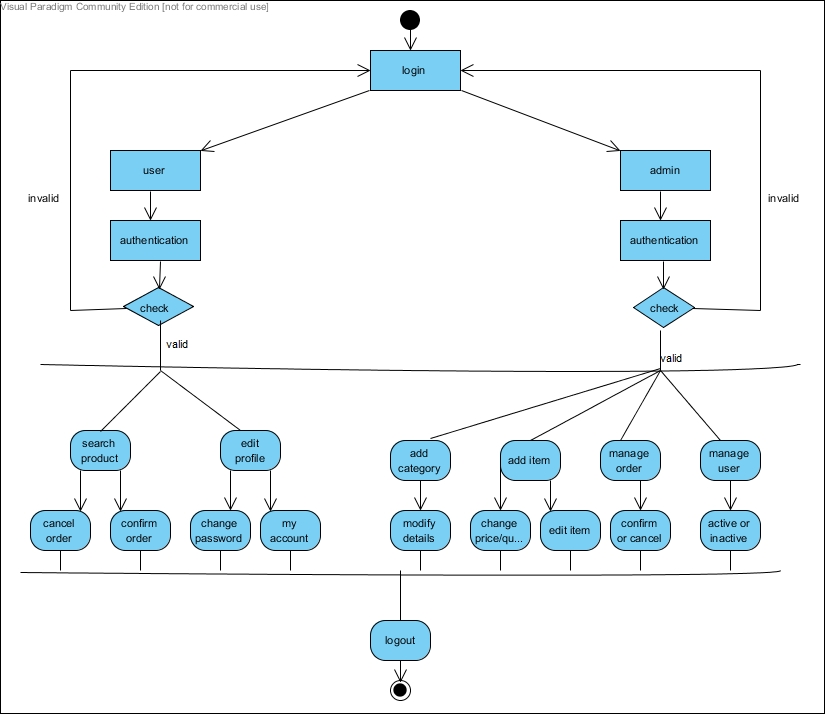 Visual Paradigm Community Edition [not for commercial use]
login
user
admin
invalid
invalid
authentication
authentication
check
check
valid
valid
search
product
edit
profile
add
category
add item
manage
order
manage
user
cancel
order
confirm
order
change
password
my
account
modify
details
change
price/qu...
edit item
confirm
or cancel
active or
inactive
logout